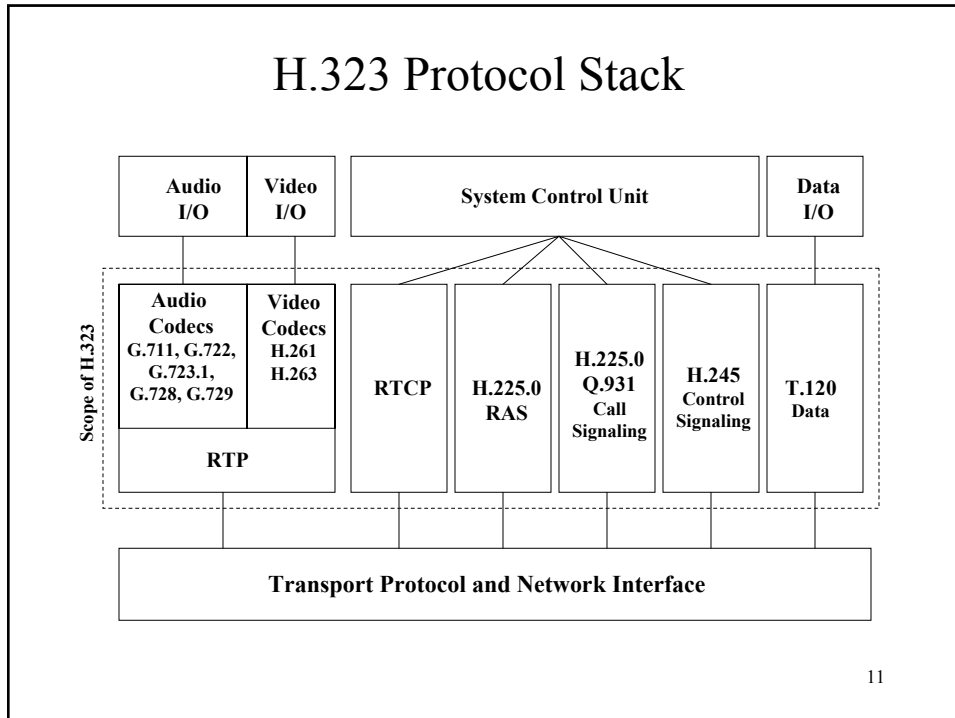 H.323 Protocol Stack
Audio
I/O
Video
I/O
System Control Unit
Data
I/O
Scope of H.323
Audio
Codecs
G.711, G.722,
G.723.1,
G.728, G.729
Video
Codecs
H.261
H.263
RTP
RTCP
H.225.0
RAS
H.225.0
Q.931
Call
Signaling
H.245
Control
Signaling
T.120
Data
Transport Protocol and Network Interface
11